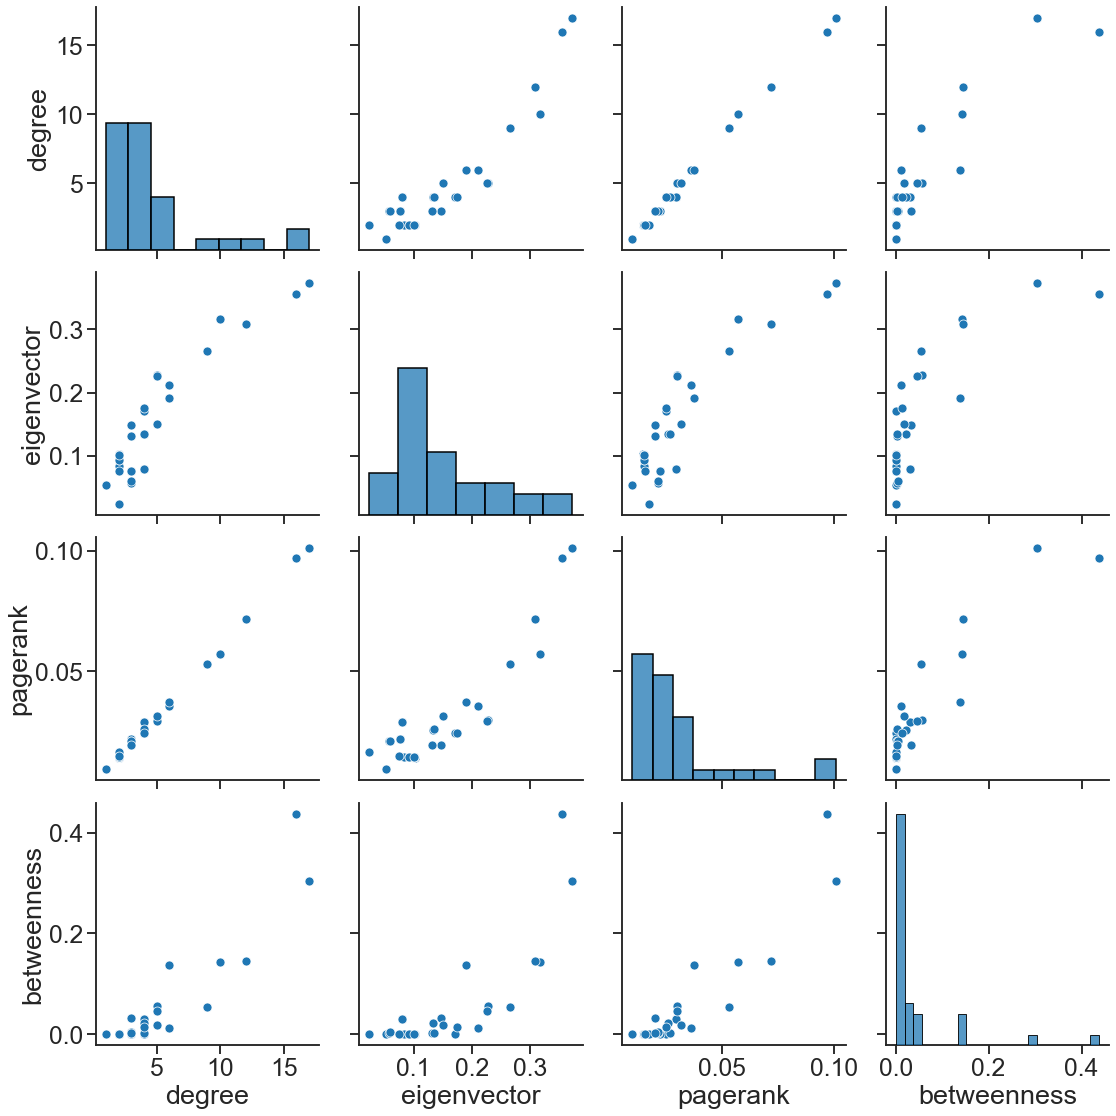 15
10
5
degree
0.3
0.2
0.1
eigenvector
0.10
0.05
pagerank
0.4
0.2
0.0
betweenness
5 10 15 0.1 0.2 0.3 0.05 0.10 0.0 0.2 0.4
degree eigenvector pagerank betweenness